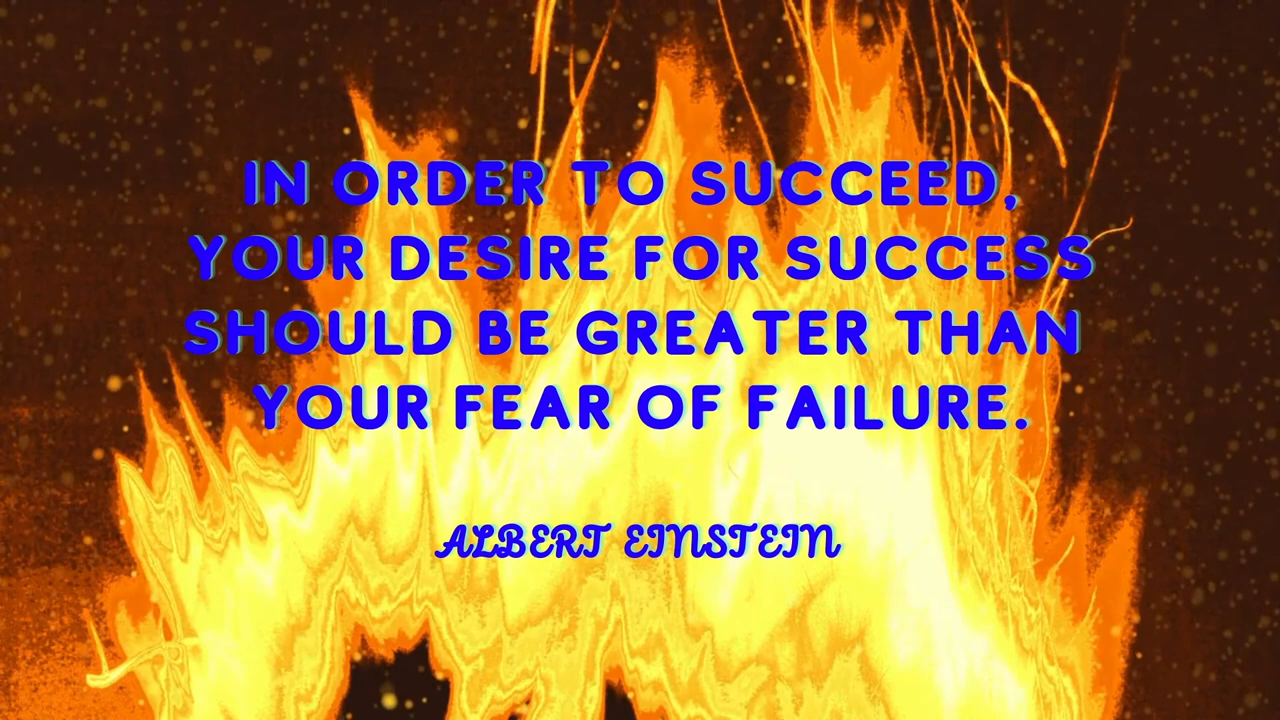 IN ORDER TO SUCCEED,
YOUR DESIRE FOR SUCCESS
SHOULD BE GREATER THAN
YOUR FEAR OF FAILURE.
ALBERT EINSTEIN